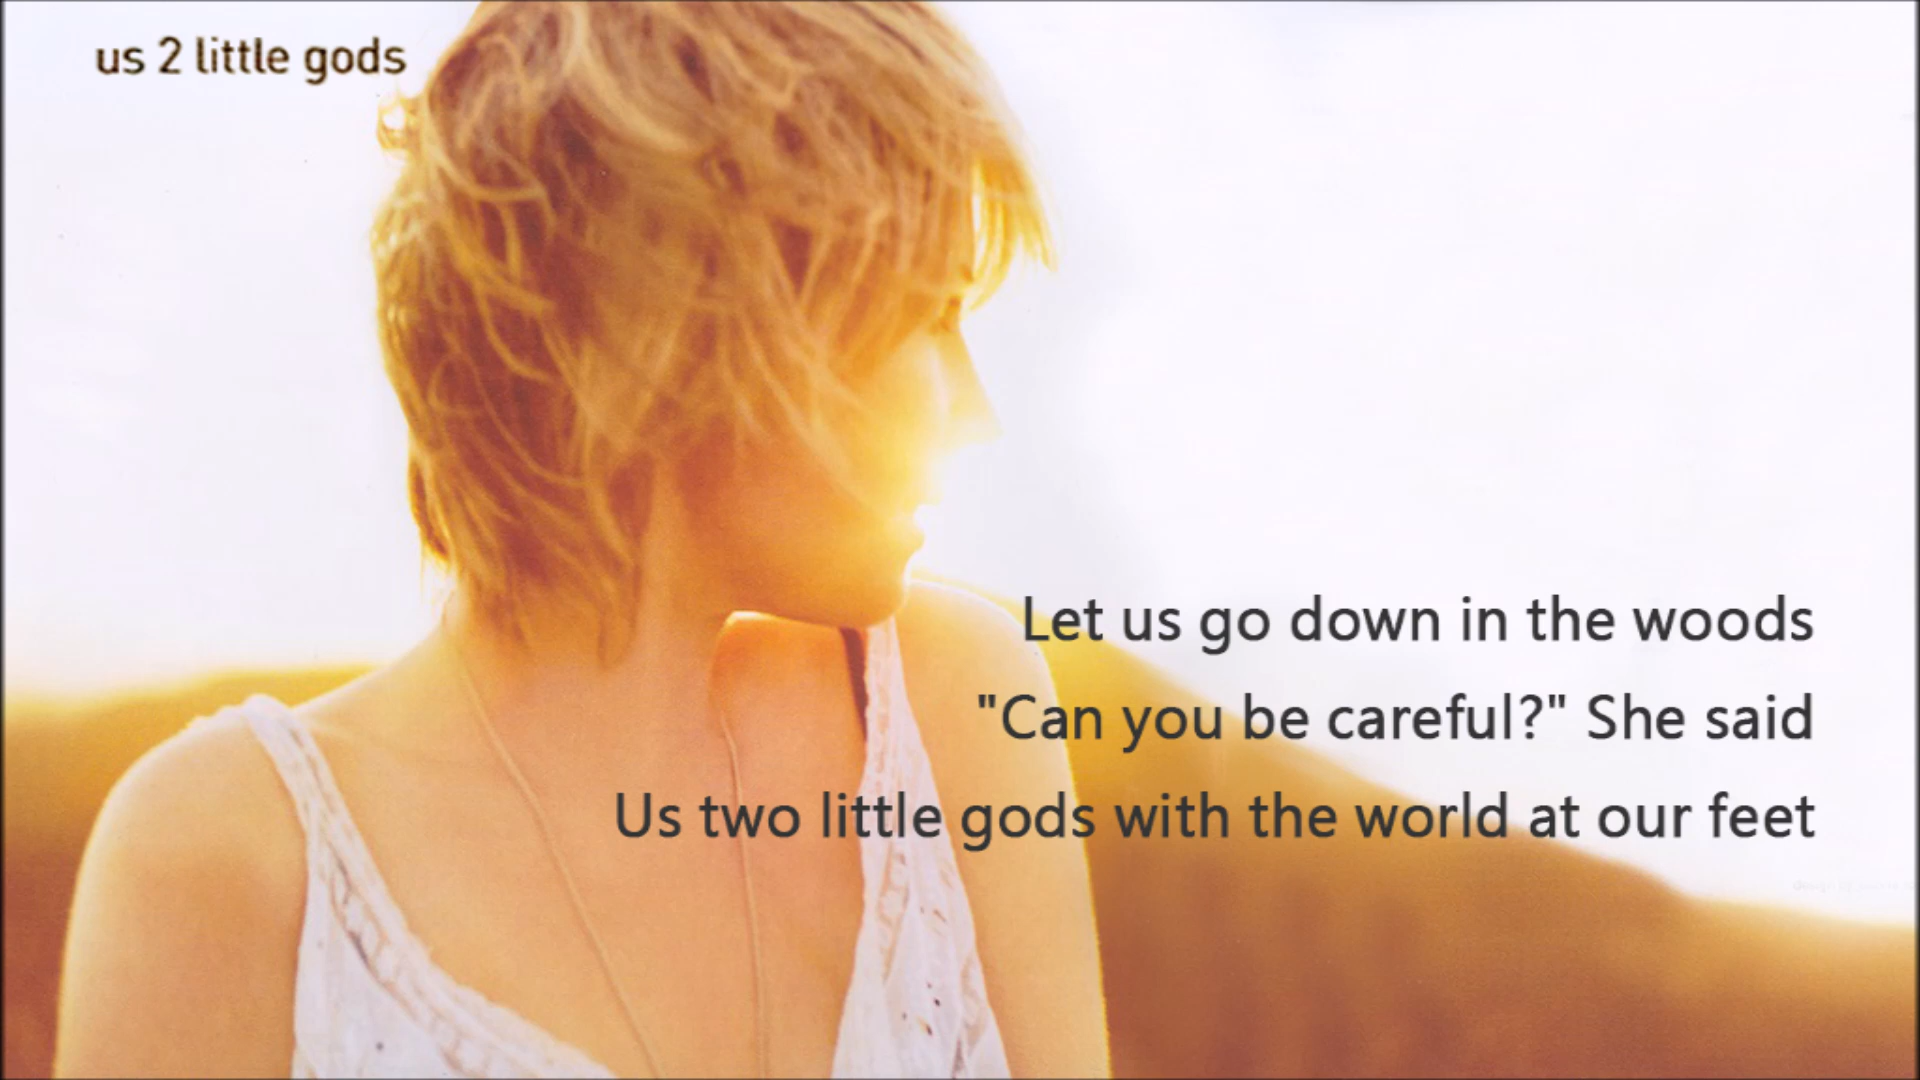 us 2 little gods
Let us go down in the woods
"Can you be careful?" She said
Us two little gods with the world at our feet